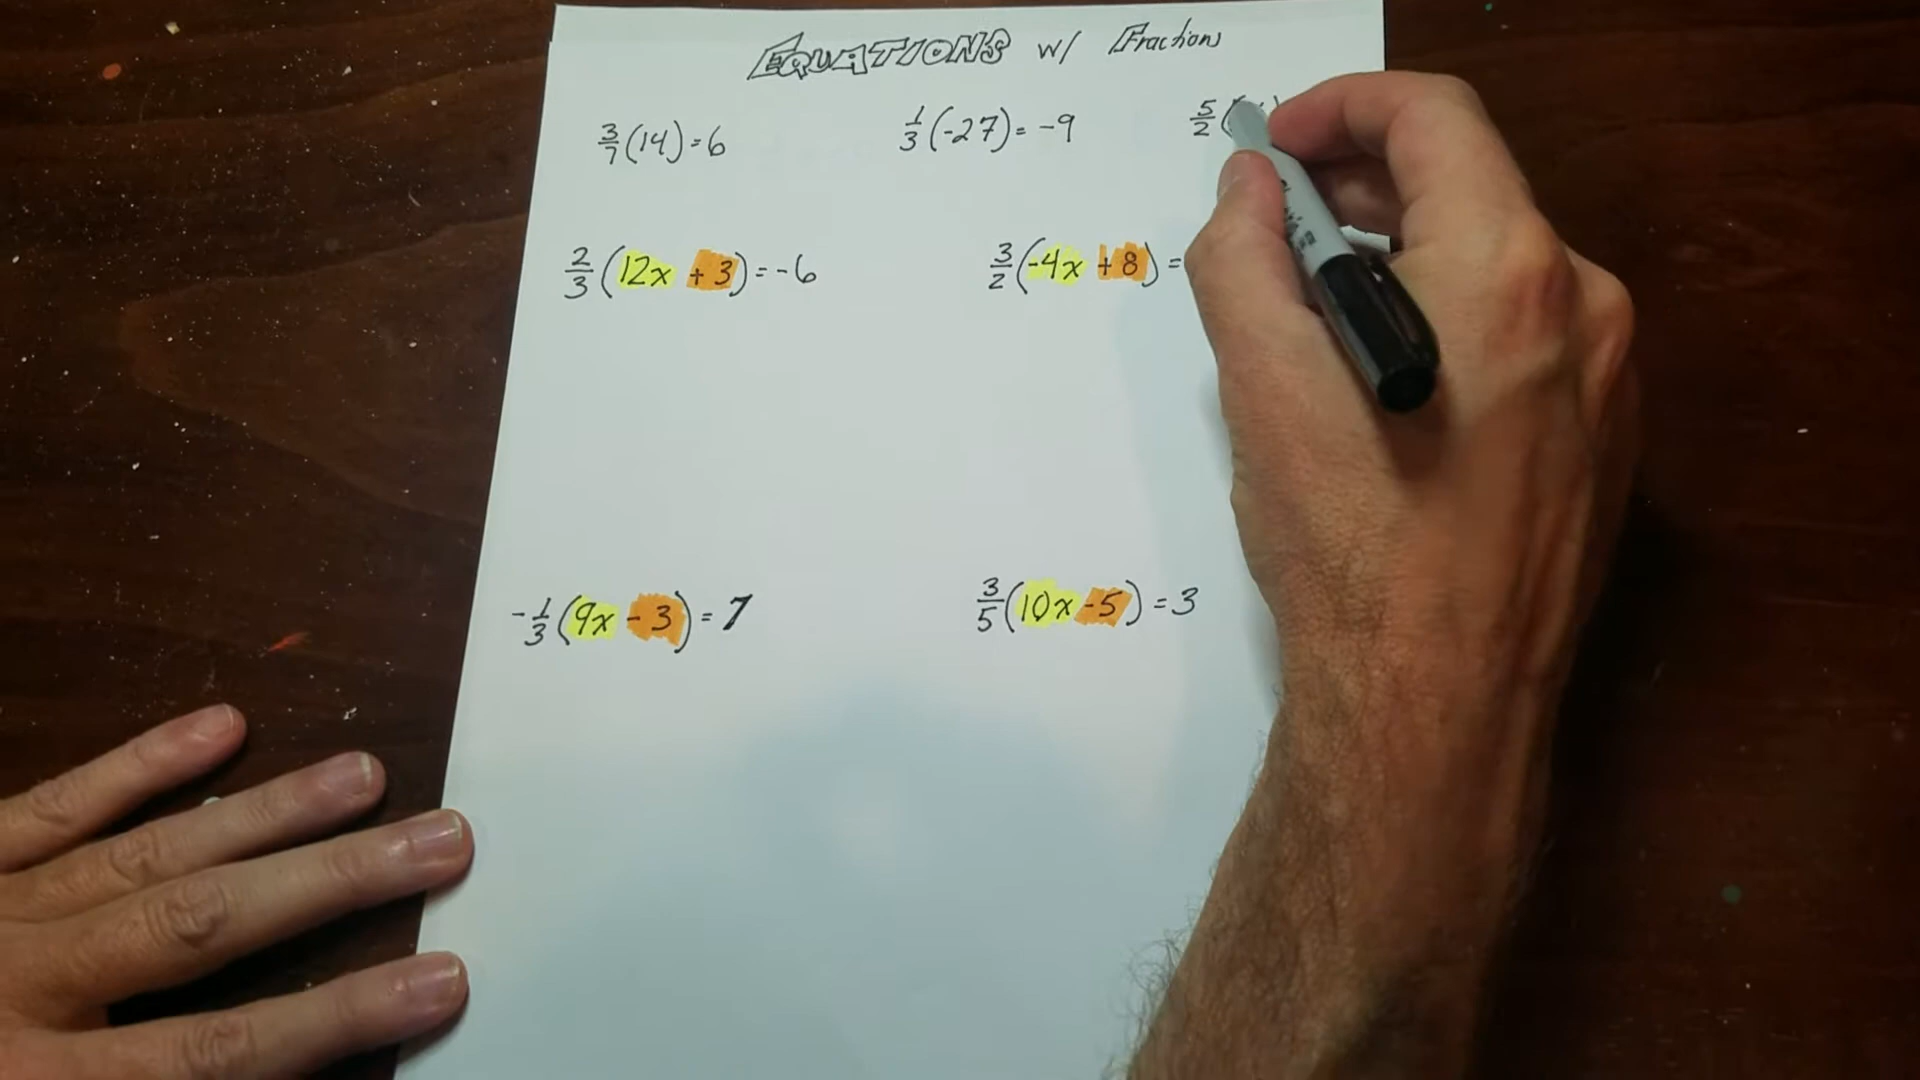 EQUATIONS w/ Fractions
3/7 (14) = 6
1/3 (-27) = -9
5/2 (
2/3 (12x + 3) = -6
3/2 (-4x + 8) =
-1/3 (9x - 3) = 7
3/5 (10x - 5) = 3